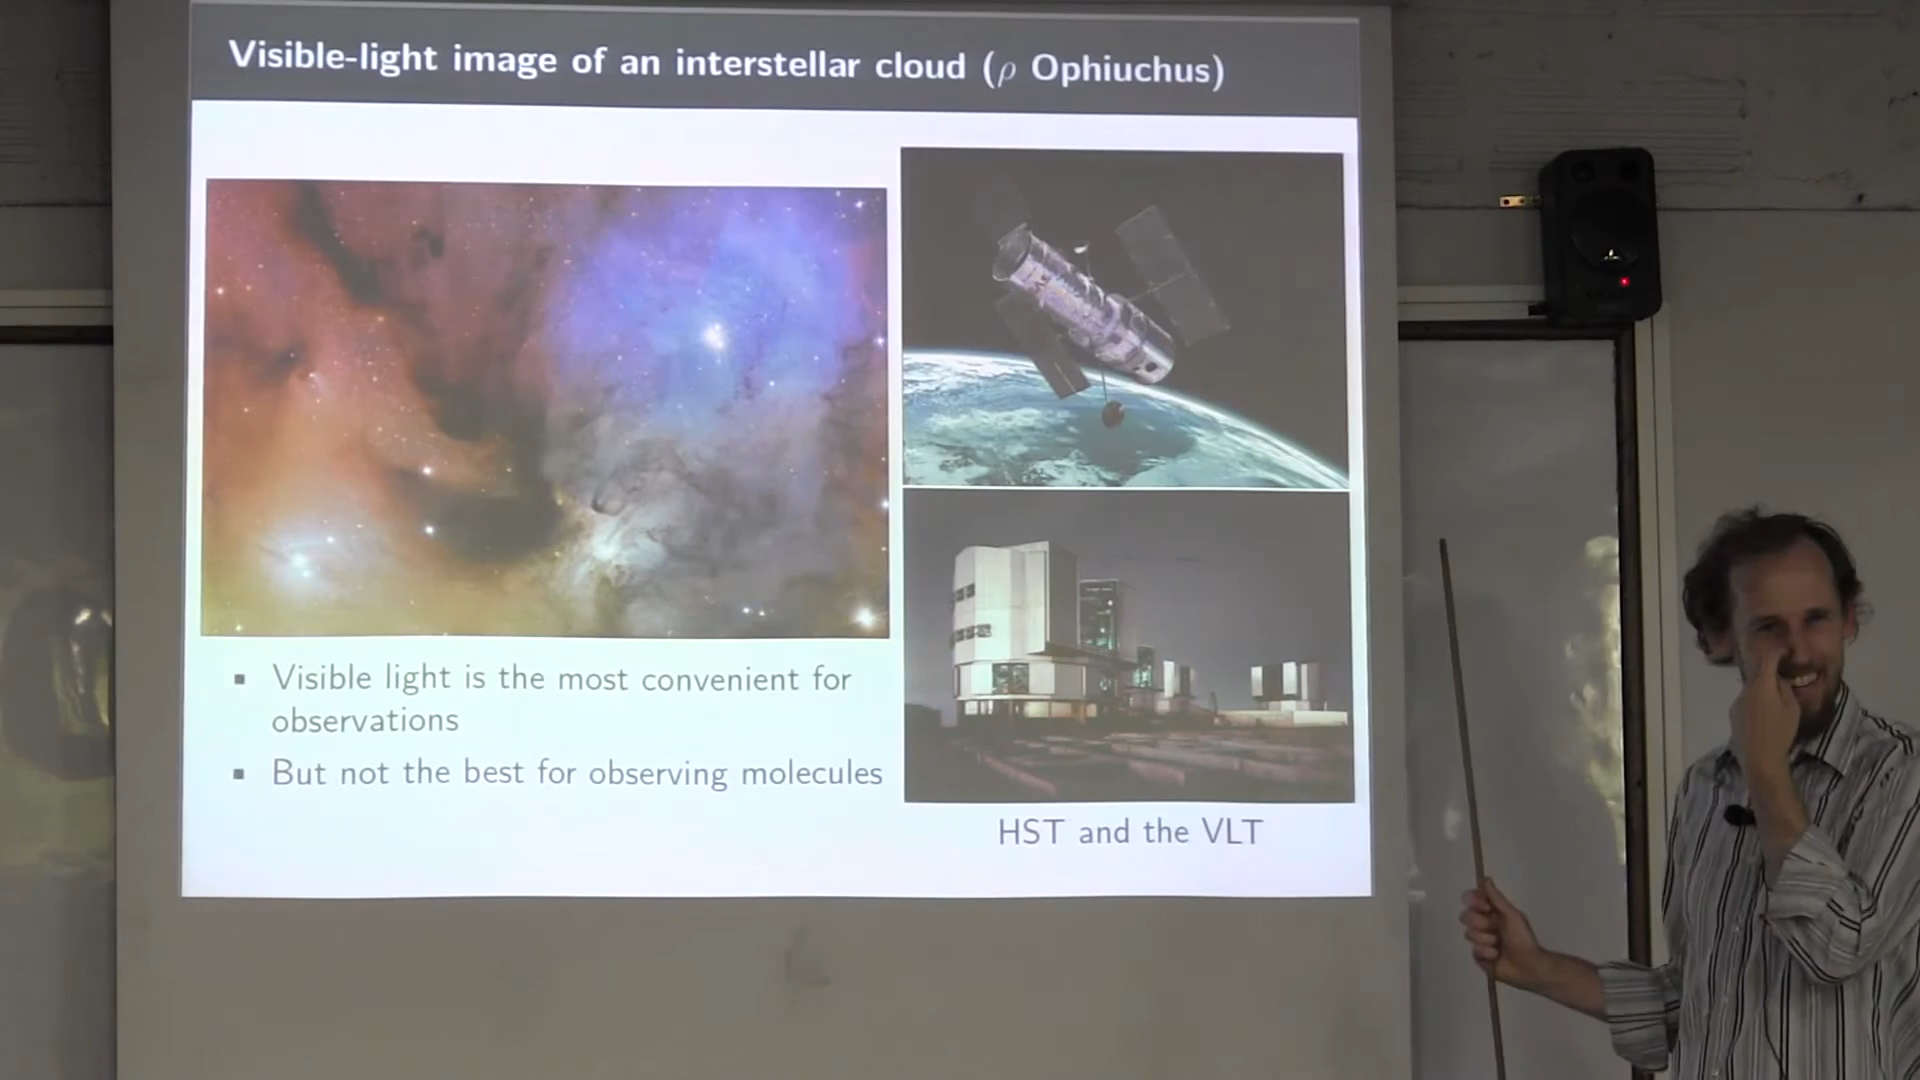 Visible-light image of an interstellar cloud (ρ Ophiuchus)
▪ Visible light is the most convenient for
observations
▪ But not the best for observing molecules
HST and the VLT